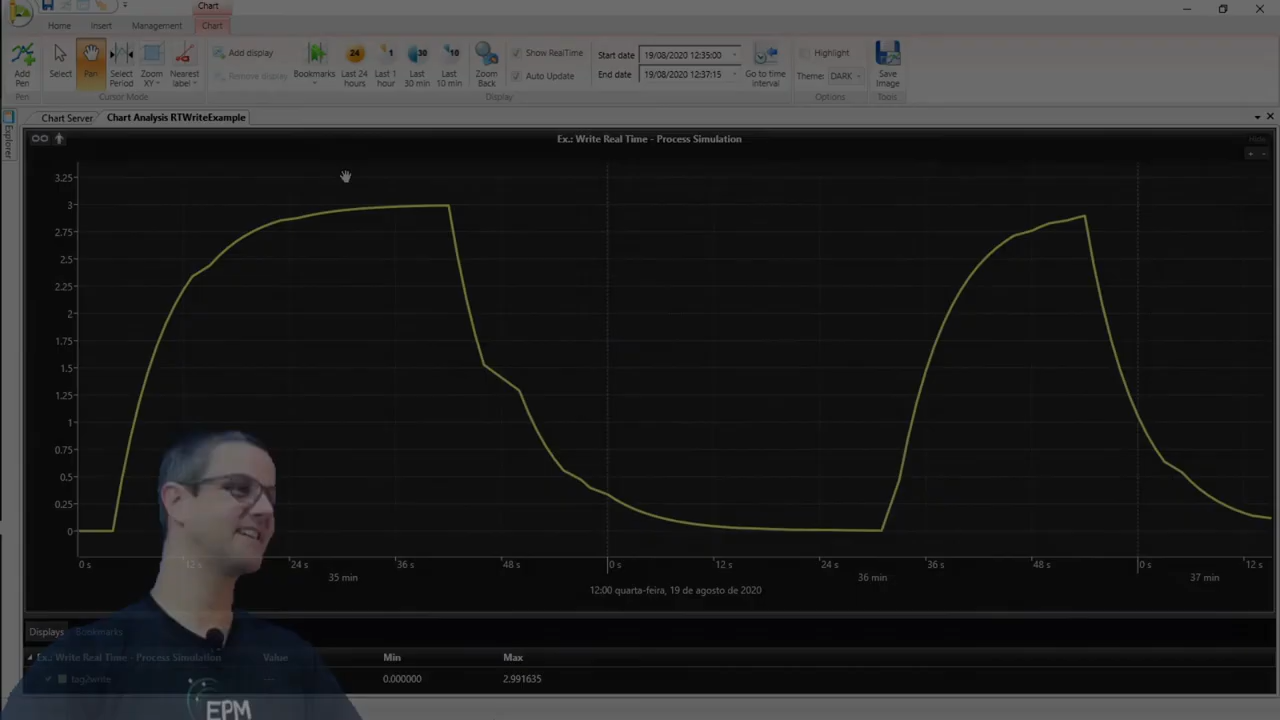 Chart
Home Insert Management Chart
Add Pen
Select
Pan
Select Period
Zoom XY
Nearest label
Add display
Remove display
Bookmarks
24 Last 24 hours
1 Last 1 hour
30 Last 30 min
10 Last 10 min
Zoom Back
Show RealTime
Auto Update
Start date 19/08/2020 12:35:00
End date 19/08/2020 12:37:15
Go to time interval
Highlight
Theme: DARK
Save Image
Pen Cursor Mode Display Options Tools
Explorer
Chart Server Chart Analysis RTWriteExample
Ex.: Write Real Time - Process Simulation
3.25
3
2.75
2.5
2.25
2
1.75
1.5
1.25
1
0.75
0.5
0.25
0
0 s 12 s 24 s 36 s 48 s 0 s 12 s 24 s 36 s 48 s 0 s 12 s
35 min 36 min 37 min
12:00 quarta-feira, 19 de agosto de 2020
Displays Bookmarks
Ex.: Write Real Time - Process Simulation Value Min Max
tag2write --- 0.000000 2.991635
EPM